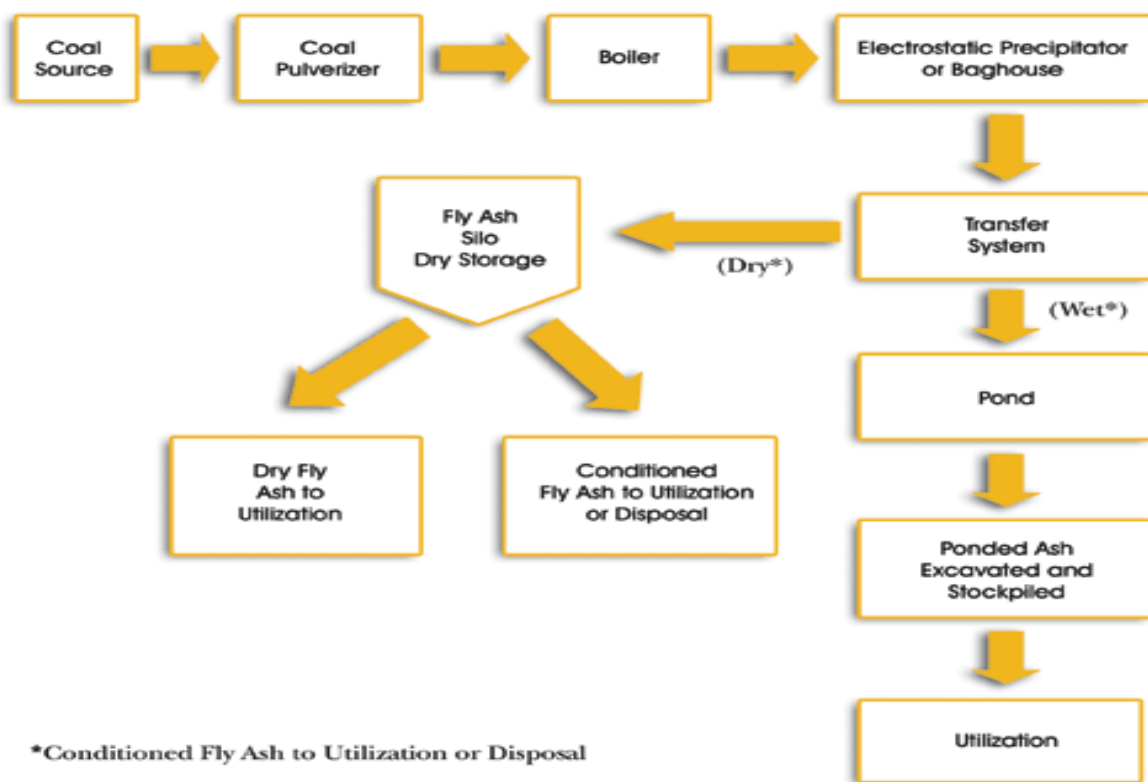 Coal
Source
Coal
Pulverizer
Boiler
Electrostatic Precipitator
or Baghouse
Fly Ash
Silo
Dry Storage
(Dry*)
Transfer
System
(Wet*)
Pond
Dry Fly
Ash to
Utilization
Conditioned
Fly Ash to Utilization
or Disposal
Ponded Ash
Excavated and
Stockpiled
Utilization
*Conditioned Fly Ash to Utilization or Disposal